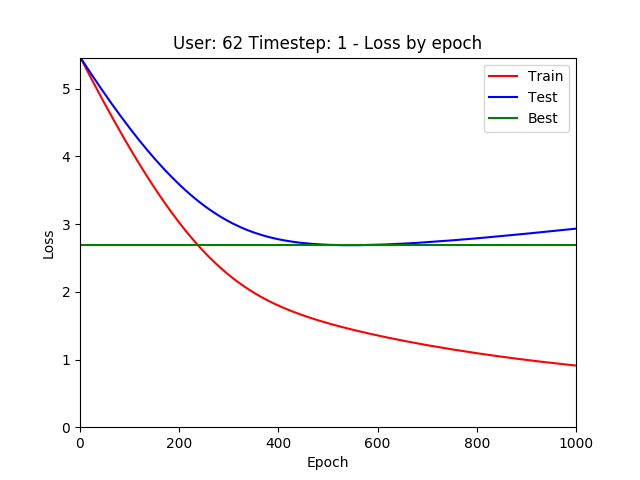 User: 62 Timestep: 1 - Loss by epoch
Train
Test
Best
5
4
3
2
1
0
Loss
0 200 400 600 800 1000
Epoch